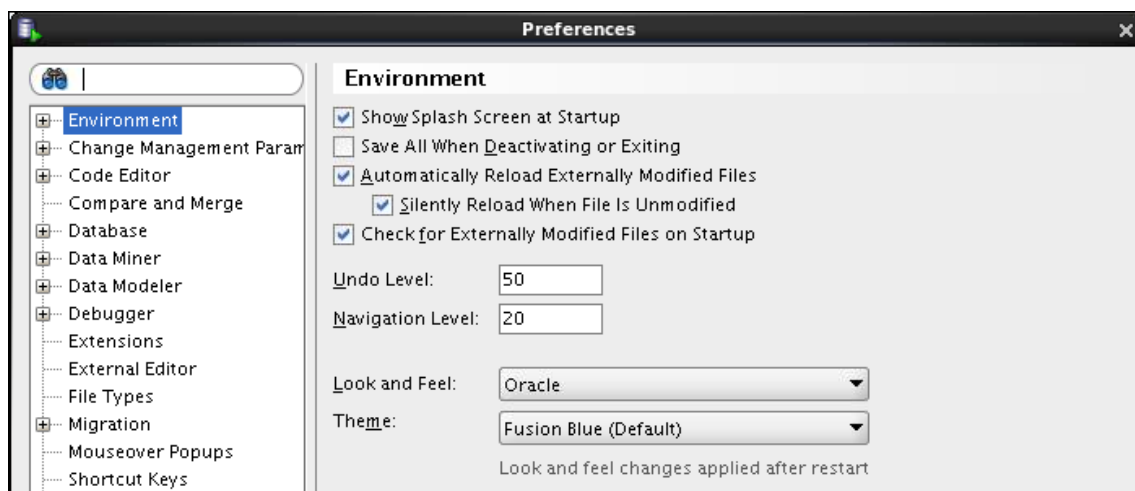 Preferences
Environment
Change Management Param
Code Editor
Compare and Merge
Database
Data Miner
Data Modeler
Debugger
Extensions
External Editor
File Types
Migration
Mouseover Popups
Shortcut Keys
Environment
Show Splash Screen at Startup
Save All When Deactivating or Exiting
Automatically Reload Externally Modified Files
Silently Reload When File Is Unmodified
Check for Externally Modified Files on Startup
Undo Level: 50
Navigation Level: 20
Look and Feel: Oracle
Theme: Fusion Blue (Default)
Look and feel changes applied after restart